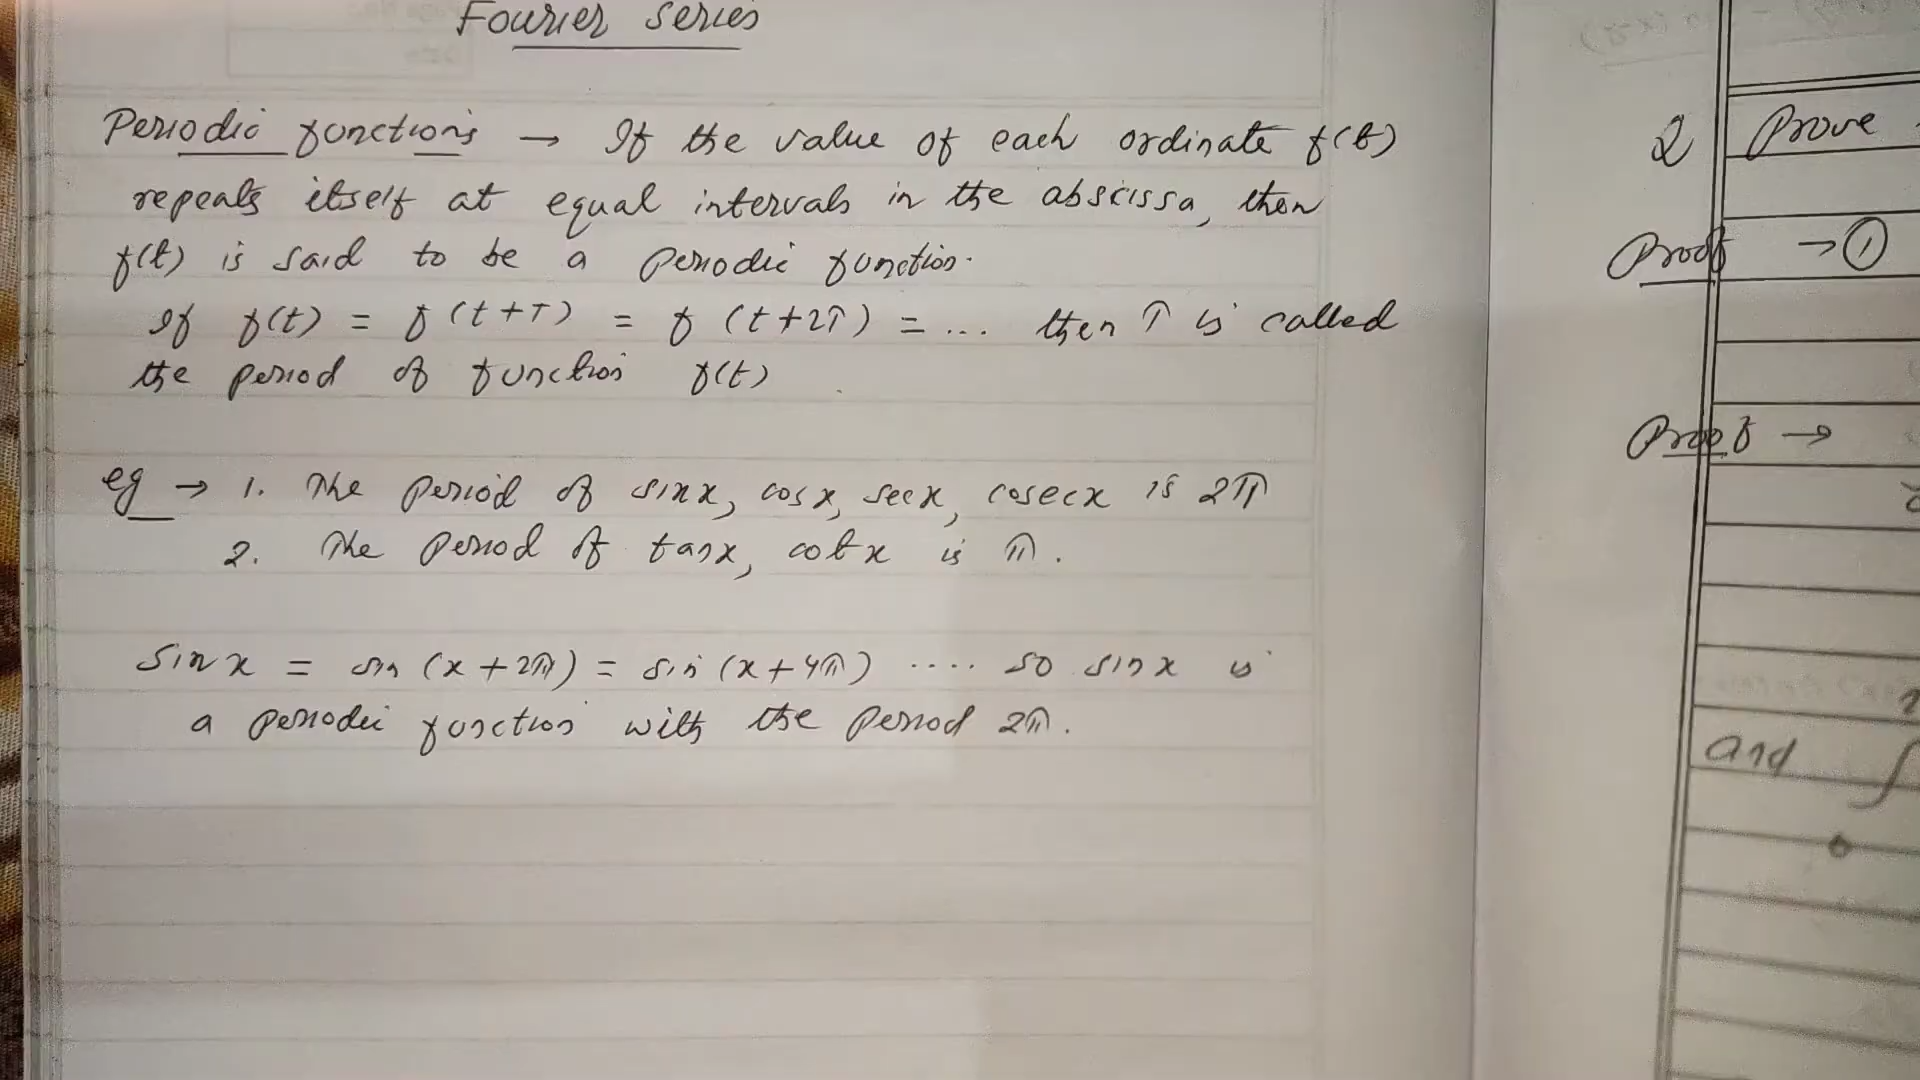 Fourier Series
Periodic functions → If the value of each ordinate f(t)
repeats itself at equal intervals in the abscissa, then
f(t) is said to be a periodic function.
If f(t) = f(t+T) = f(t+2T) = ... then T is called
the period of function f(t)
eg → 1. The period of sinx, cosx, secx, cosecx is 2π
2. The period of tanx, cotx is π.
sinx = sin(x+2π) = sin(x+4π) .... so sinx is
a periodic function with the period 2π.
2 Prove
Proof → ①
Proof →
and ∫